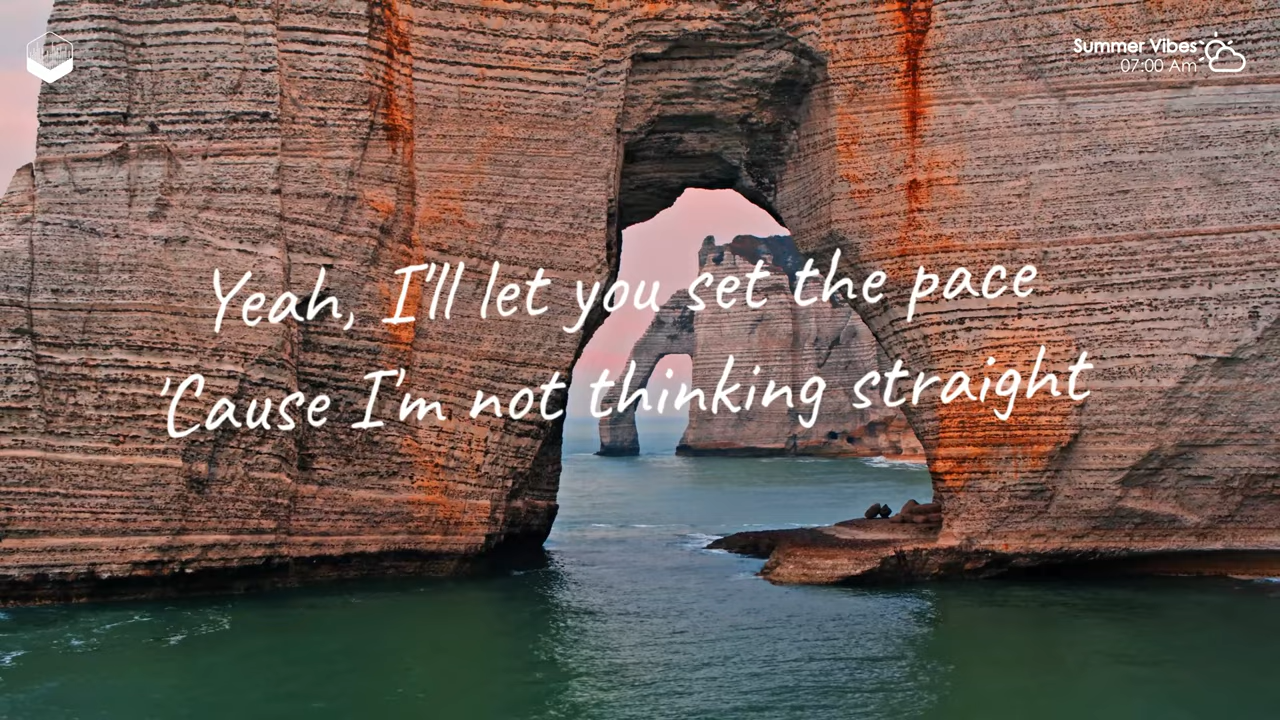 Summer Vibes
07:00 Am
Yeah, I'll let you set the pace
'Cause I'm not thinking straight